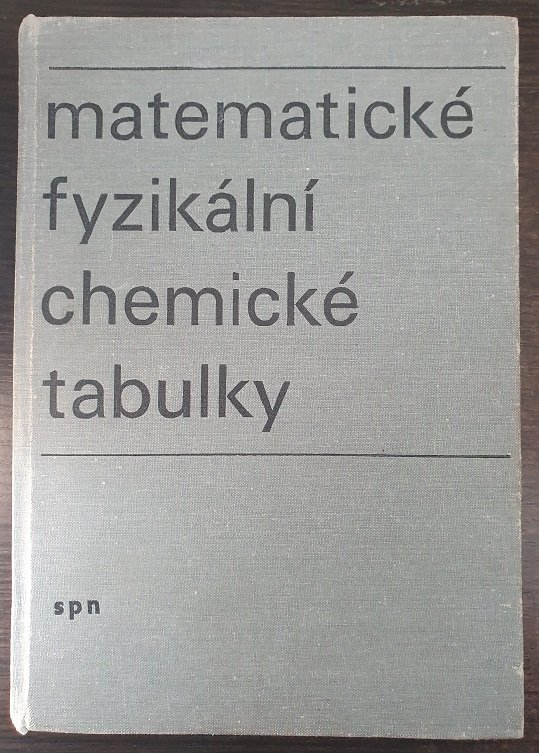 matematické
fyzikální
chemické
tabulky
spn